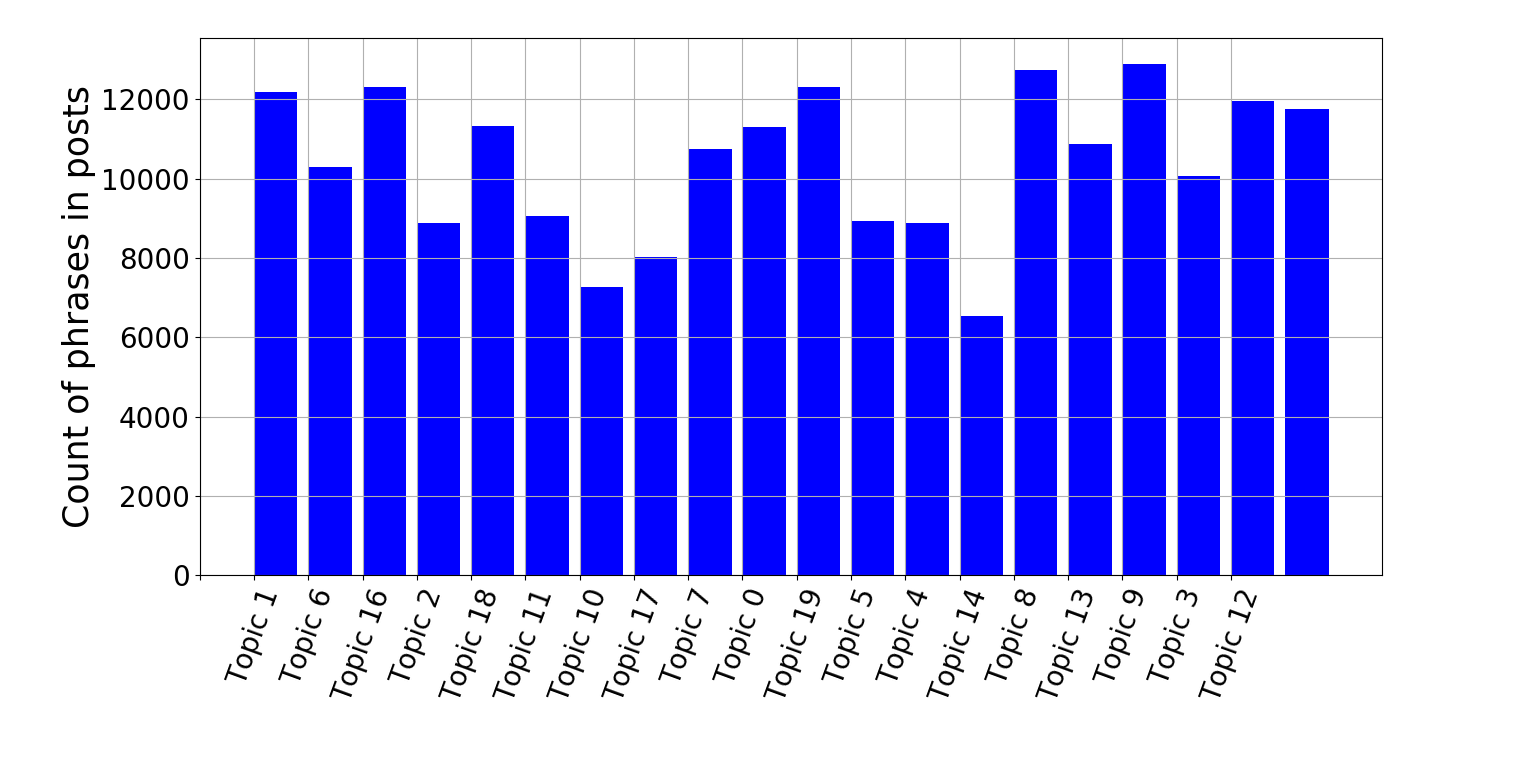 Count of phrases in posts
12000
10000
8000
6000
4000
2000
0
Topic 1
Topic 6
Topic 16
Topic 2
Topic 18
Topic 11
Topic 10
Topic 17
Topic 7
Topic 0
Topic 19
Topic 5
Topic 4
Topic 14
Topic 8
Topic 13
Topic 9
Topic 3
Topic 12